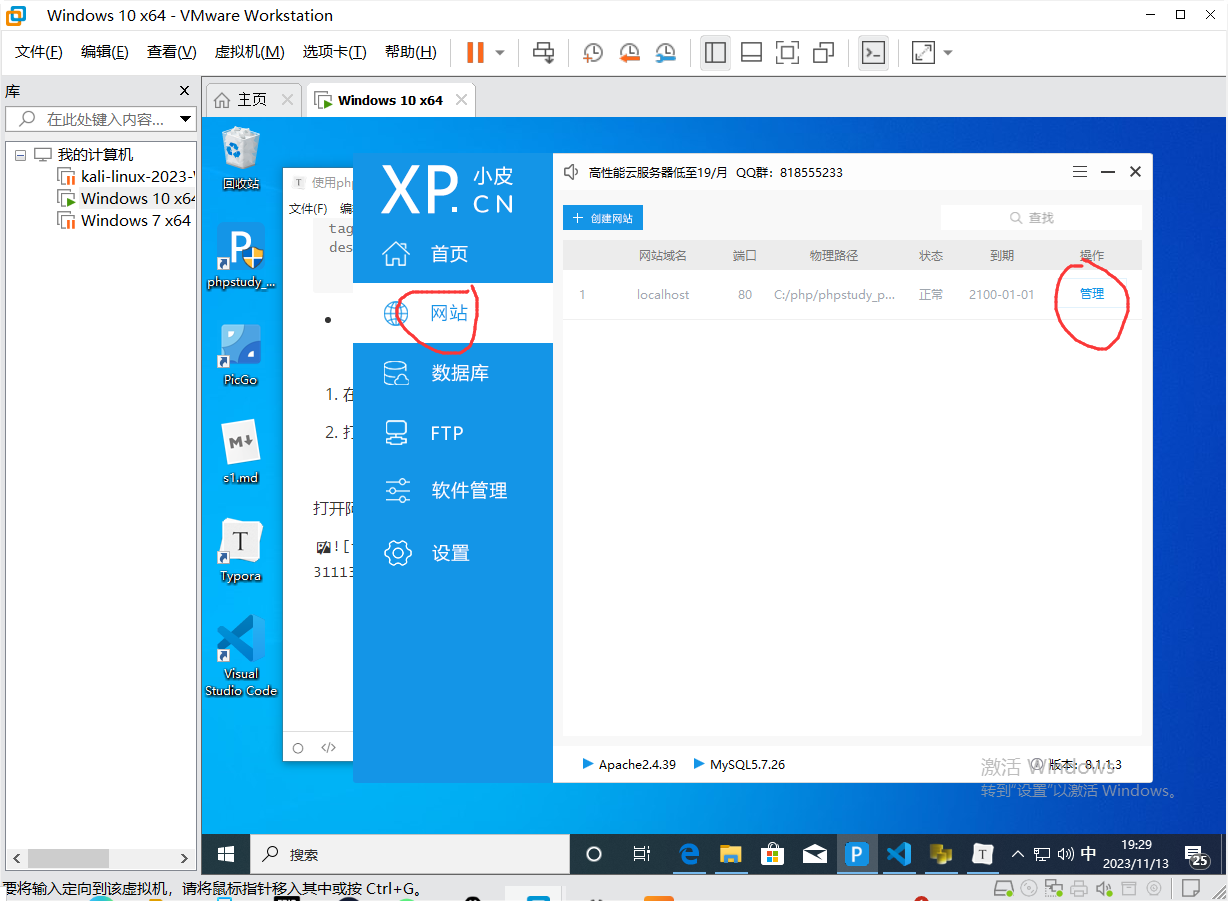 Windows 10 x64 - VMware Workstation
文件(F) 编辑(E) 查看(V) 虚拟机(M) 选项卡(T) 帮助(H)
库
在此处键入内容...
我的计算机
kali-linux-2023-
Windows 10 x64
Windows 7 x64
主页
Windows 10 x64
回收站
phpstudy_...
PicGo
s1.md
Typora
Visual
Studio Code
T 使用php
文件(F) 编
tag
des
1. 在
2. 打
打开阿
![
31113
</>
XP. 小皮
CN
首页
网站
数据库
FTP
软件管理
设置
高性能云服务器低至19/月 QQ群：818555233
+ 创建网站
查找
网站域名 端口 物理路径 状态 到期 操作
1 localhost 80 C:/php/phpstudy_p... 正常 2100-01-01 管理
Apache2.4.39 MySQL5.7.26
版本：8.1.1.3
激活 Windows
转到"设置"以激活 Windows。
搜索
中
19:29
2023/11/13
25
要将输入定向到该虚拟机，请将鼠标指针移入其中或按 Ctrl+G。